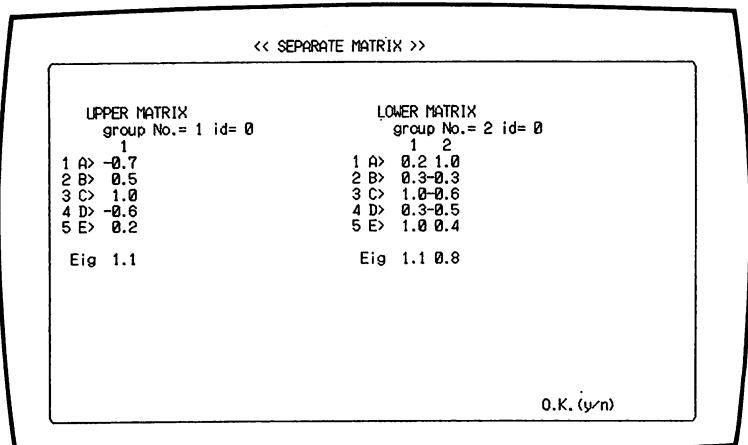 << SEPARATE MATRIX >>
UPPER MATRIX
group No.= 1 id= 0
1
1 A> -0.7
2 B> 0.5
3 C> 1.0
4 D> -0.6
5 E> 0.2
Eig 1.1
LOWER MATRIX
group No.= 2 id= 0
1 2
1 A> 0.2 1.0
2 B> 0.3-0.3
3 C> 1.0-0.6
4 D> 0.3-0.5
5 E> 1.0 0.4
Eig 1.1 0.8
O.K.(y/n)